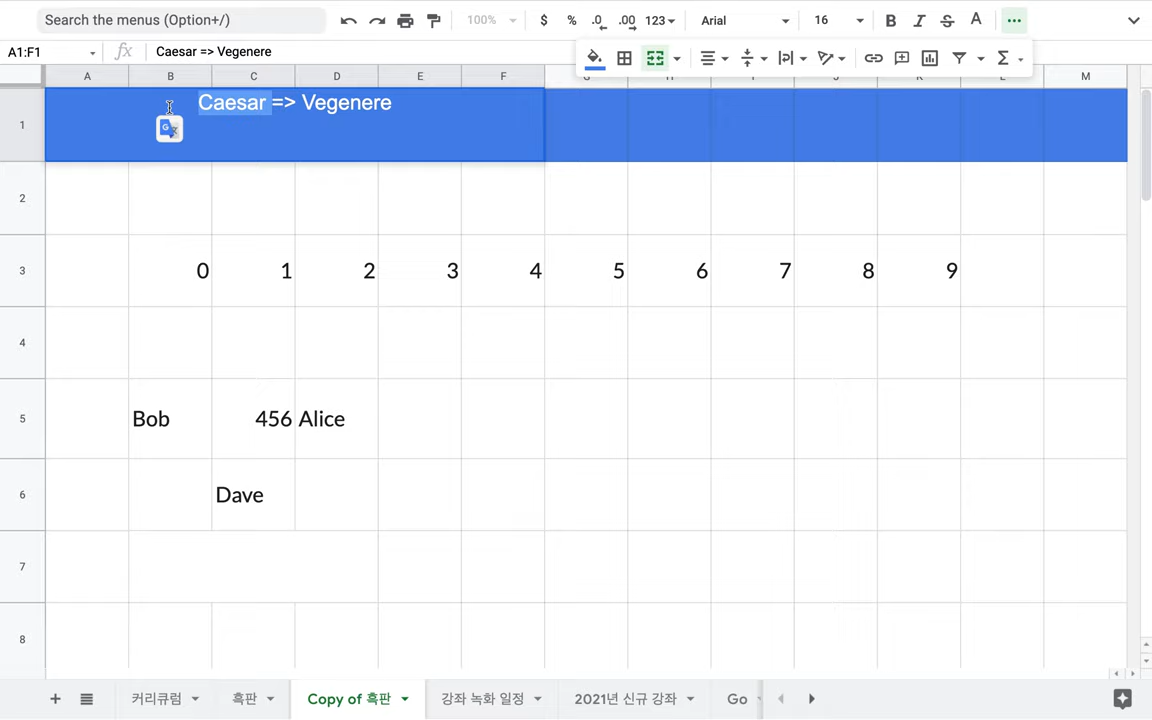 Search the menus (Option+/) 100% $ % .0 .00 123 Arial 16 B I S A
A1:F1 fx Caesar => Vegenere
A B C D E F M
1 Caesar => Vegenere
2
3 0 1 2 3 4 5 6 7 8 9
4
5 Bob 456 Alice
6 Dave
7
8
+ 커리큘럼 흑판 Copy of 흑판 강좌 녹화 일정 2021년 신규 강좌 Go